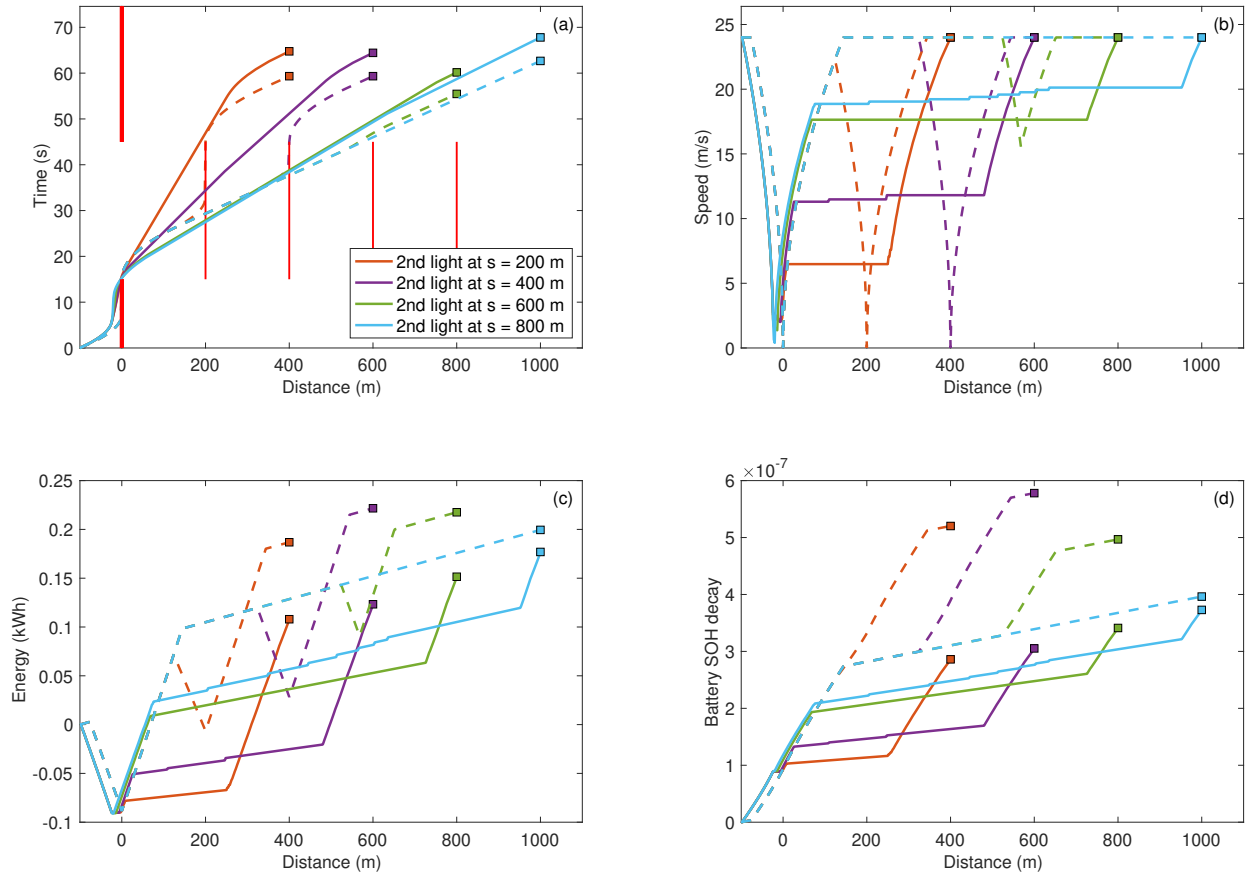 (a)
Time (s)
70
60
50
40
30
20
10
0
2nd light at s = 200 m
2nd light at s = 400 m
2nd light at s = 600 m
2nd light at s = 800 m
0 200 400 600 800 1000
Distance (m)
(b)
Speed (m/s)
25
20
15
10
5
0
0 200 400 600 800 1000
Distance (m)
(c)
Energy (kWh)
0.25
0.2
0.15
0.1
0.05
0
-0.05
-0.1
0 200 400 600 800 1000
Distance (m)
(d)
×10-7
Battery SOH decay
6
5
4
3
2
1
0
0 200 400 600 800 1000
Distance (m)